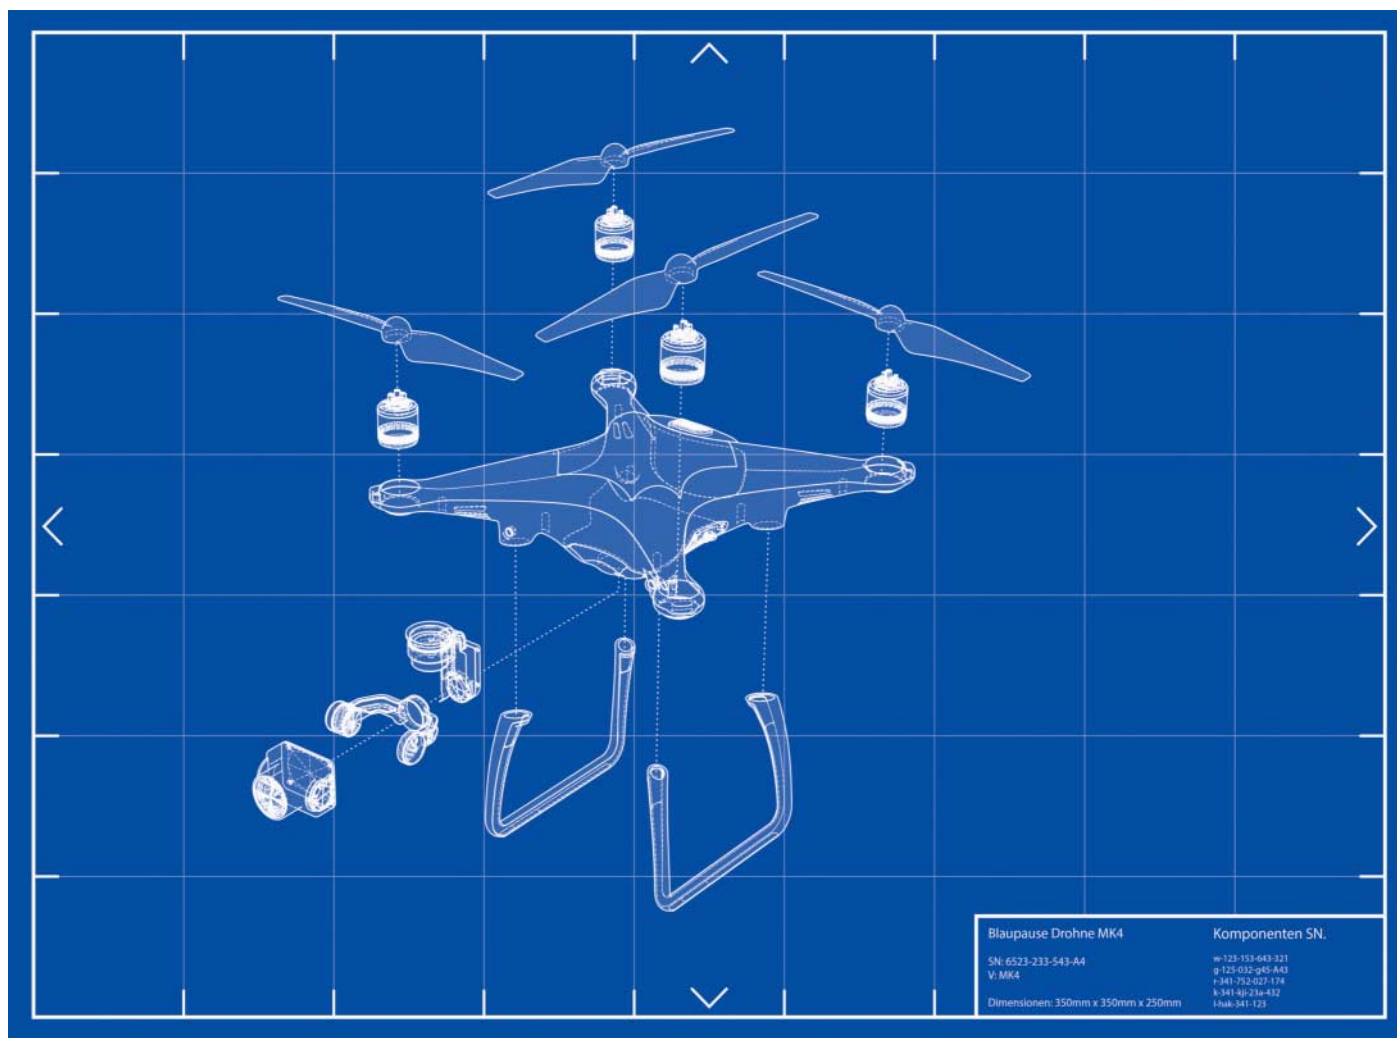 Blaupause Drohne MK4
SN: 6523-233-543-A4
V: MK4
Dimensionen: 350mm x 350mm x 250mm
Komponenten SN.
w-123-153-643-321
g-125-032-g45-A43
r-341-752-027-174
k-341-kji-23a-432
l-hak-341-123